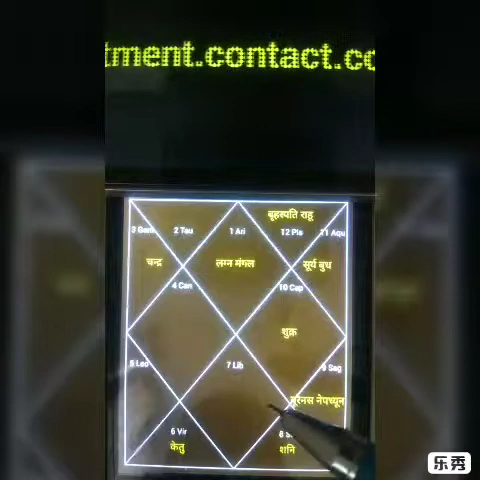 tment.contact.co
बृहस्पति राहू
3 Gem 2 Tau 1 Ari 12 Pis 11 Aqu
चन्द्र लग्न मंगल सूर्य बुध
4 Can 10 Cap
शुक्र
5 Leo 7 Lib 9 Sag
नेपच्यून
6 Vir 8
केतु शनि
乐秀